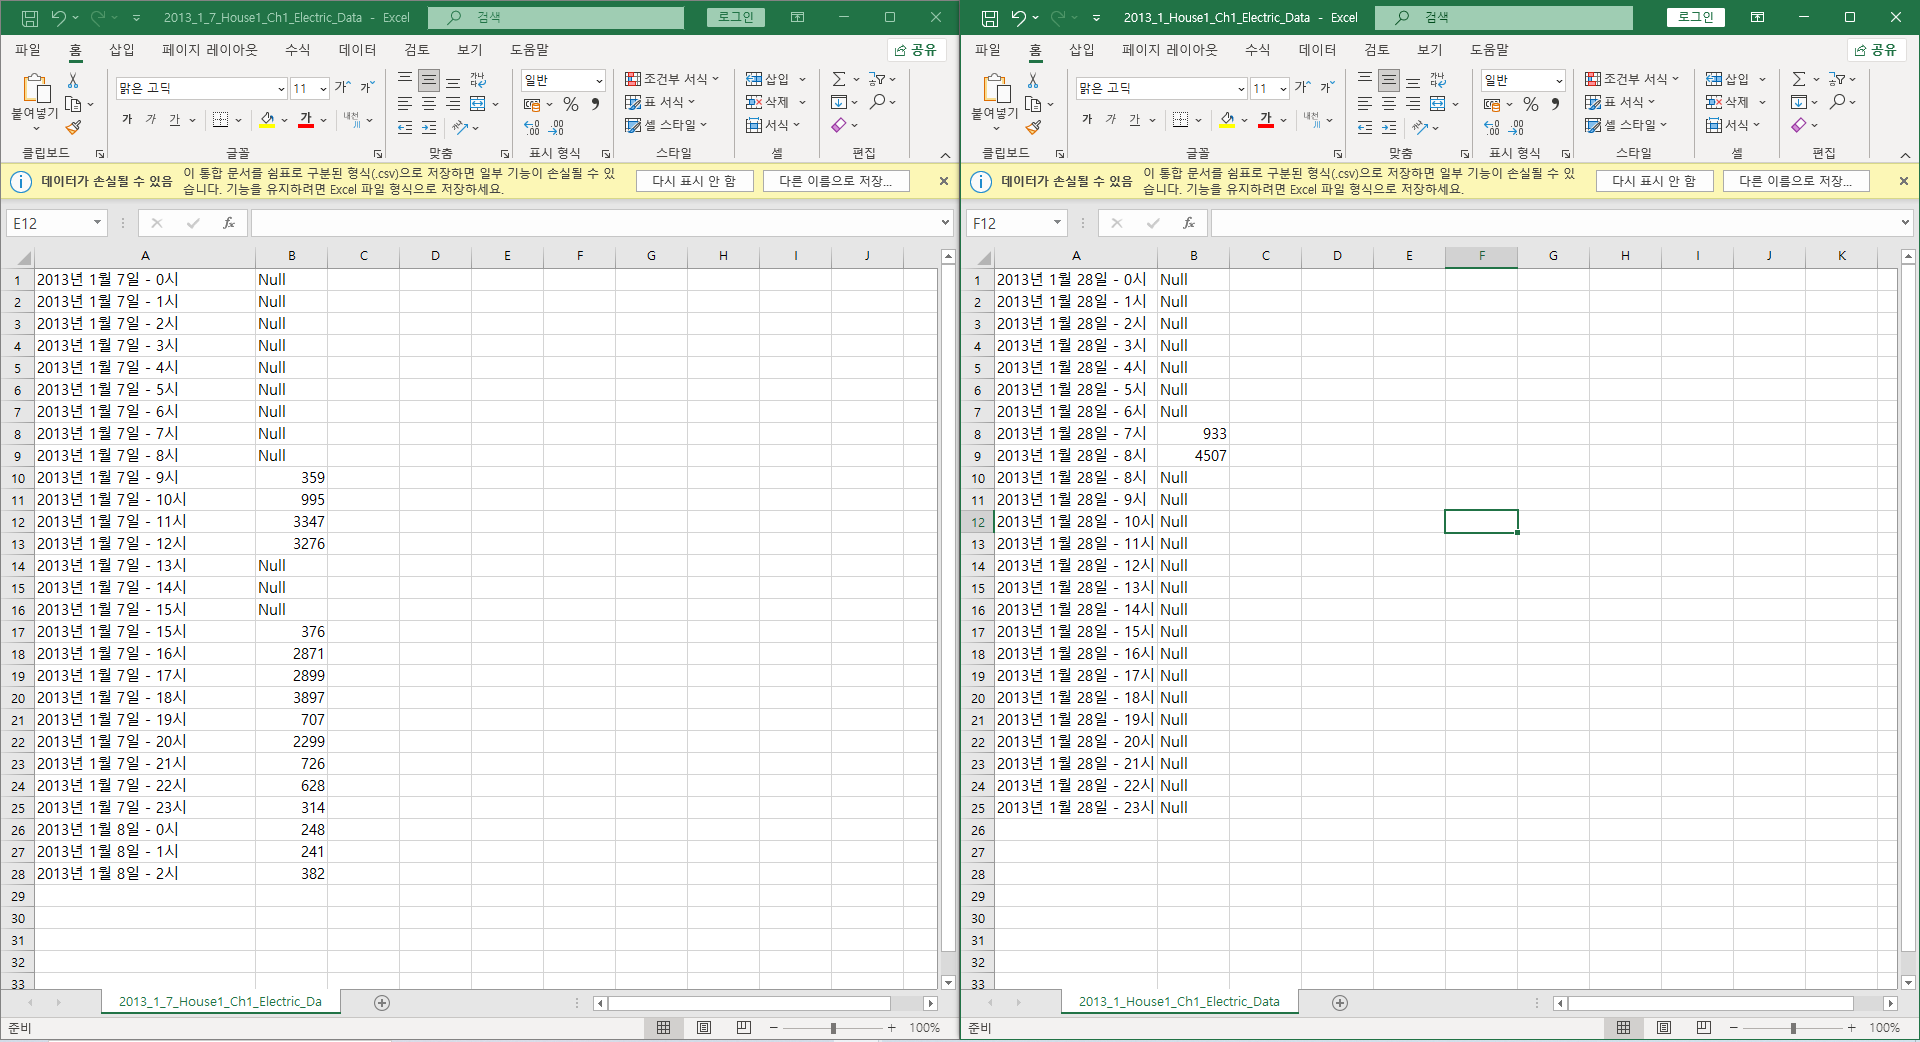 2013_1_7_House1_Ch1_Electric_Data - Excel
검색
로그인
파일 홈 삽입 페이지 레이아웃 수식 데이터 검토 보기 도움말 공유
붙여넣기
맑은 고딕 11 가 가
가 가 가 가 내천
가나다
일반
% 9
조건부 서식
표 서식
셀 스타일
삽입
삭제
서식
클립보드 글꼴 맞춤 표시 형식 스타일 셀 편집
데이터가 손실될 수 있음 이 통합 문서를 쉼표로 구분된 형식(.csv)으로 저장하면 일부 기능이 손실될 수 있
습니다. 기능을 유지하려면 Excel 파일 형식으로 저장하세요.
다시 표시 안 함 다른 이름으로 저장...
E12 fx
A B C D E F G H I J
1 2013년 1월 7일 - 0시 Null
2 2013년 1월 7일 - 1시 Null
3 2013년 1월 7일 - 2시 Null
4 2013년 1월 7일 - 3시 Null
5 2013년 1월 7일 - 4시 Null
6 2013년 1월 7일 - 5시 Null
7 2013년 1월 7일 - 6시 Null
8 2013년 1월 7일 - 7시 Null
9 2013년 1월 7일 - 8시 Null
10 2013년 1월 7일 - 9시 359
11 2013년 1월 7일 - 10시 995
12 2013년 1월 7일 - 11시 3347
13 2013년 1월 7일 - 12시 3276
14 2013년 1월 7일 - 13시 Null
15 2013년 1월 7일 - 14시 Null
16 2013년 1월 7일 - 15시 Null
17 2013년 1월 7일 - 15시 376
18 2013년 1월 7일 - 16시 2871
19 2013년 1월 7일 - 17시 2899
20 2013년 1월 7일 - 18시 3897
21 2013년 1월 7일 - 19시 707
22 2013년 1월 7일 - 20시 2299
23 2013년 1월 7일 - 21시 726
24 2013년 1월 7일 - 22시 628
25 2013년 1월 7일 - 23시 314
26 2013년 1월 8일 - 0시 248
27 2013년 1월 8일 - 1시 241
28 2013년 1월 8일 - 2시 382
29
30
31
32
33
2013_1_7_House1_Ch1_Electric_Da
준비 100%
2013_1_House1_Ch1_Electric_Data - Excel
검색
로그인
파일 홈 삽입 페이지 레이아웃 수식 데이터 검토 보기 도움말 공유
붙여넣기
맑은 고딕 11 가 가
가 가 가 가 내천
가나다
일반
% 9
조건부 서식
표 서식
셀 스타일
삽입
삭제
서식
클립보드 글꼴 맞춤 표시 형식 스타일 셀 편집
데이터가 손실될 수 있음 이 통합 문서를 쉼표로 구분된 형식(.csv)으로 저장하면 일부 기능이 손실될 수 있
습니다. 기능을 유지하려면 Excel 파일 형식으로 저장하세요.
다시 표시 안 함 다른 이름으로 저장...
F12 fx
A B C D E F G H I J K
1 2013년 1월 28일 - 0시 Null
2 2013년 1월 28일 - 1시 Null
3 2013년 1월 28일 - 2시 Null
4 2013년 1월 28일 - 3시 Null
5 2013년 1월 28일 - 4시 Null
6 2013년 1월 28일 - 5시 Null
7 2013년 1월 28일 - 6시 Null
8 2013년 1월 28일 - 7시 933
9 2013년 1월 28일 - 8시 4507
10 2013년 1월 28일 - 8시 Null
11 2013년 1월 28일 - 9시 Null
12 2013년 1월 28일 - 10시 Null
13 2013년 1월 28일 - 11시 Null
14 2013년 1월 28일 - 12시 Null
15 2013년 1월 28일 - 13시 Null
16 2013년 1월 28일 - 14시 Null
17 2013년 1월 28일 - 15시 Null
18 2013년 1월 28일 - 16시 Null
19 2013년 1월 28일 - 17시 Null
20 2013년 1월 28일 - 18시 Null
21 2013년 1월 28일 - 19시 Null
22 2013년 1월 28일 - 20시 Null
23 2013년 1월 28일 - 21시 Null
24 2013년 1월 28일 - 22시 Null
25 2013년 1월 28일 - 23시 Null
26
27
28
29
30
31
32
33
2013_1_House1_Ch1_Electric_Data
준비 100%